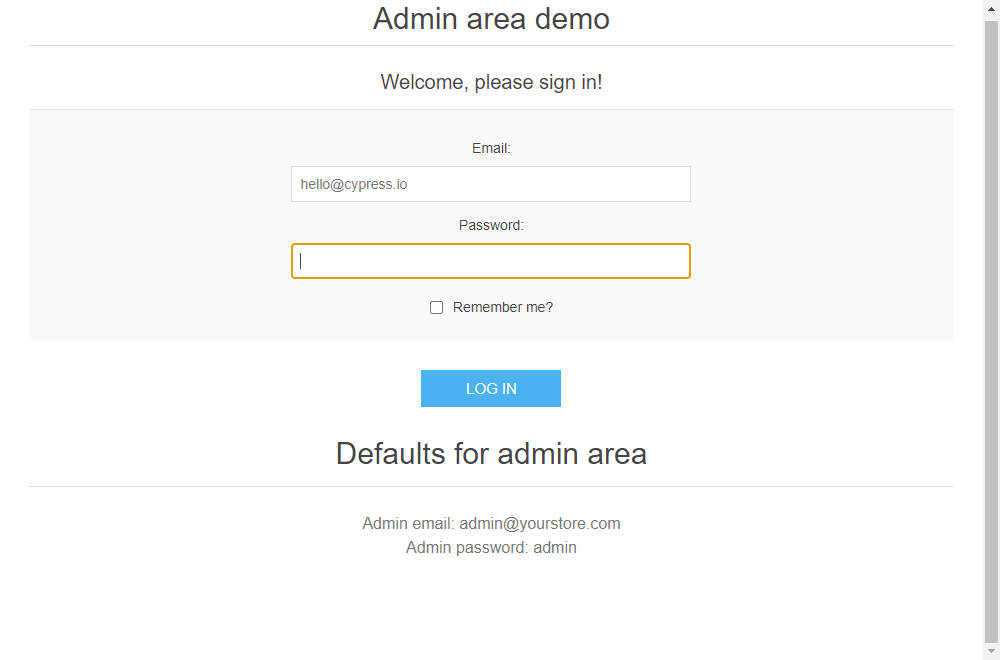 Admin area demo
Welcome, please sign in!
Email:
hello@cypress.io
Password:
Remember me?
LOG IN
Defaults for admin area
Admin email: admin@yourstore.com
Admin password: admin